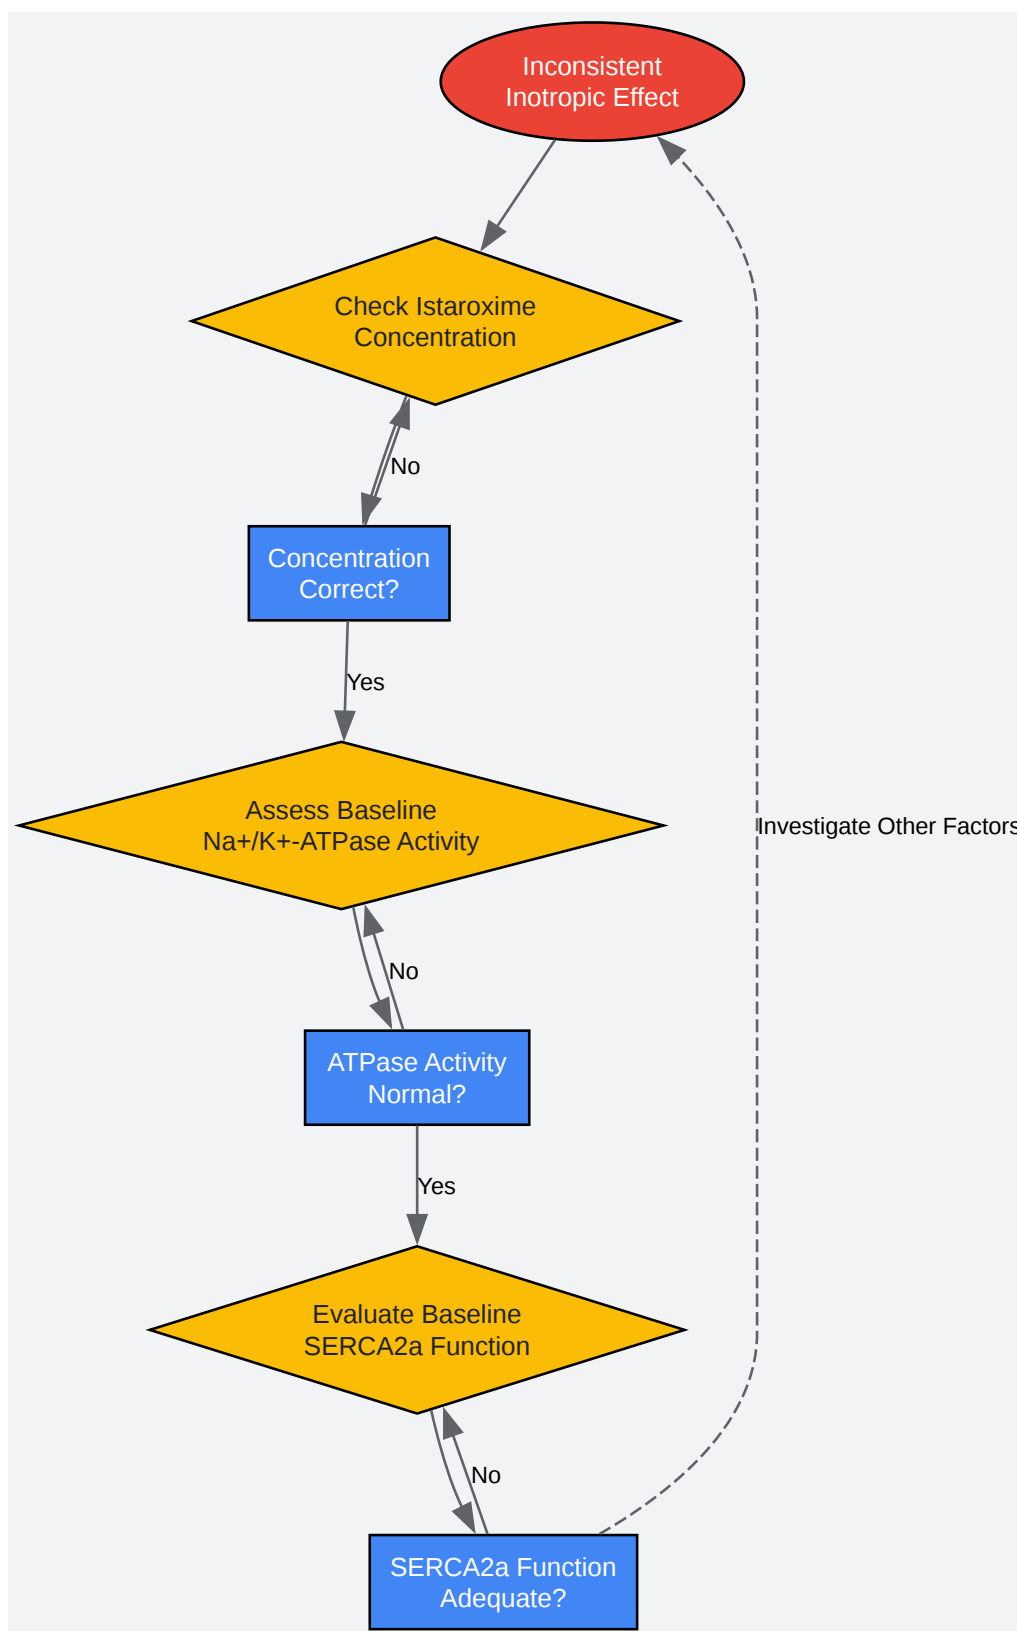 Inconsistent
Inotropic Effect
Check Istaroxime
Concentration
No
Concentration
Correct?
Yes
Assess Baseline
Na+/K+-ATPase Activity
Investigate Other Factors
No
ATPase Activity
Normal?
Yes
Evaluate Baseline
SERCA2a Function
No
SERCA2a Function
Adequate?